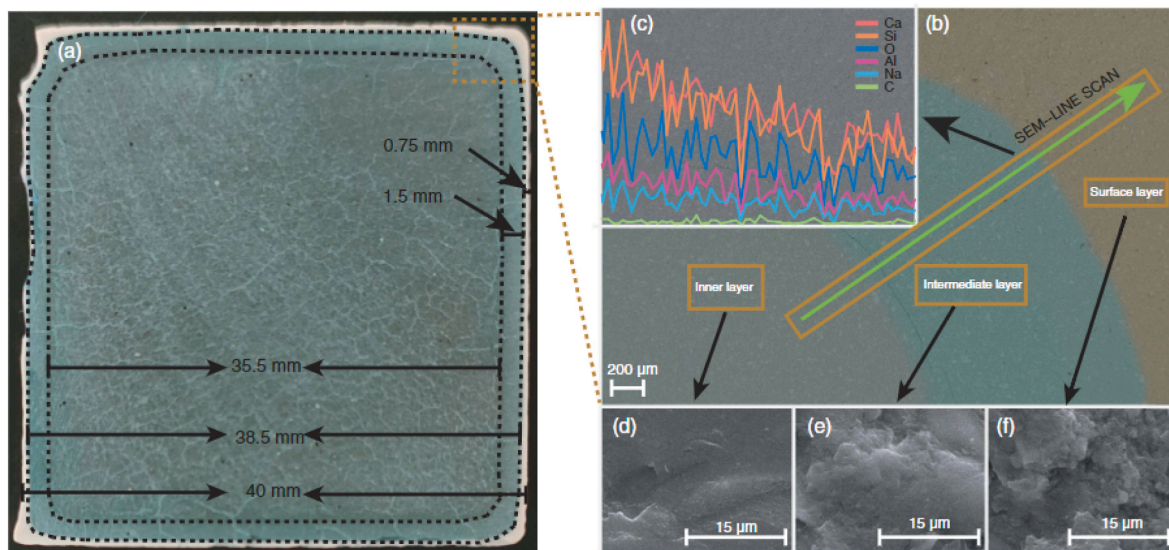 (a)
0.75 mm
1.5 mm
35.5 mm
38.5 mm
40 mm
(c)
Ca
Si
O
Al
Na
C
(b)
SEM--LINE SCAN
Surface layer
Inner layer
Intermediate layer
200 µm
(d)
15 µm
(e)
15 µm
(f)
15 µm